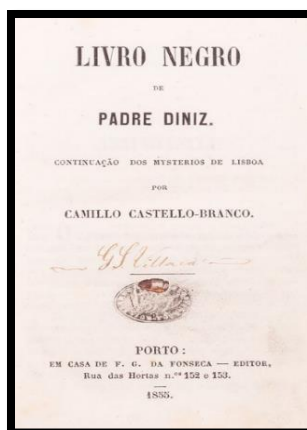 LIVRO NEGRO
DE
PADRE DINIZ.
CONTINUAÇÃO DOS MYSTERIOS DE LISBOA
POR
CAMILLO CASTELLO-BRANCO.
PORTO:
EM CASA DE F. G. DA FONSECA — EDITOR,
Rua das Hortas n.os 152 e 153.
1855.